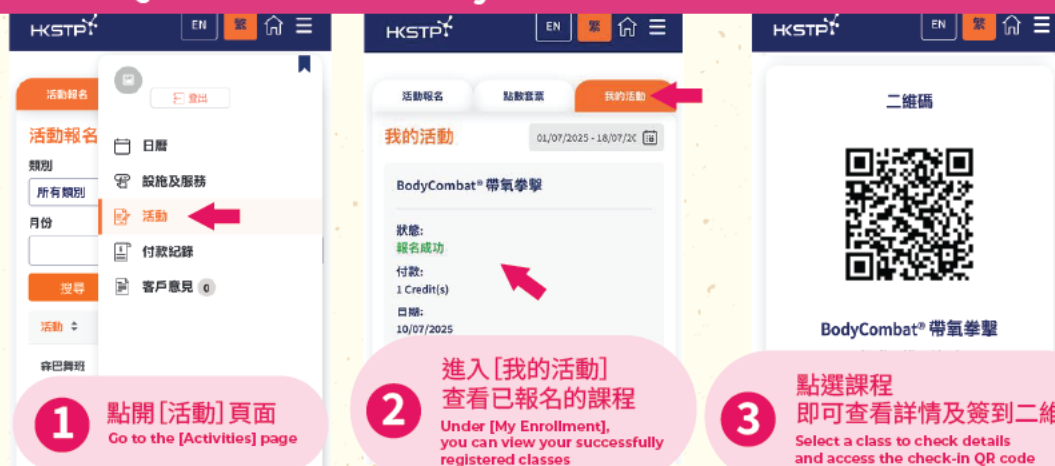 HKSTP
EN
繁
活動報名
登出
活動報名
日曆
類別
所有類別
設施及服務
月份
活動
付款紀錄
搜尋
客戶意見 0
活動
森巴舞班
1
點開[活動]頁面
Go to the [Activities] page
HKSTP
EN
繁
活動報名
點數套票
我的活動
我的活動
01/07/2025 - 18/07/2
BodyCombat® 帶氧拳擊
狀態:
報名成功
付款:
1 Credit(s)
日期:
10/07/2025
2
進入[我的活動]
查看已報名的課程
Under [My Enrollment],
you can view your successfully
registered classes
HKSTP
EN
繁
二維碼
BodyCombat® 帶氧拳擊
3
點選課程
即可查看詳情及簽到二維
Select a class to check details
and access the check-in QR code